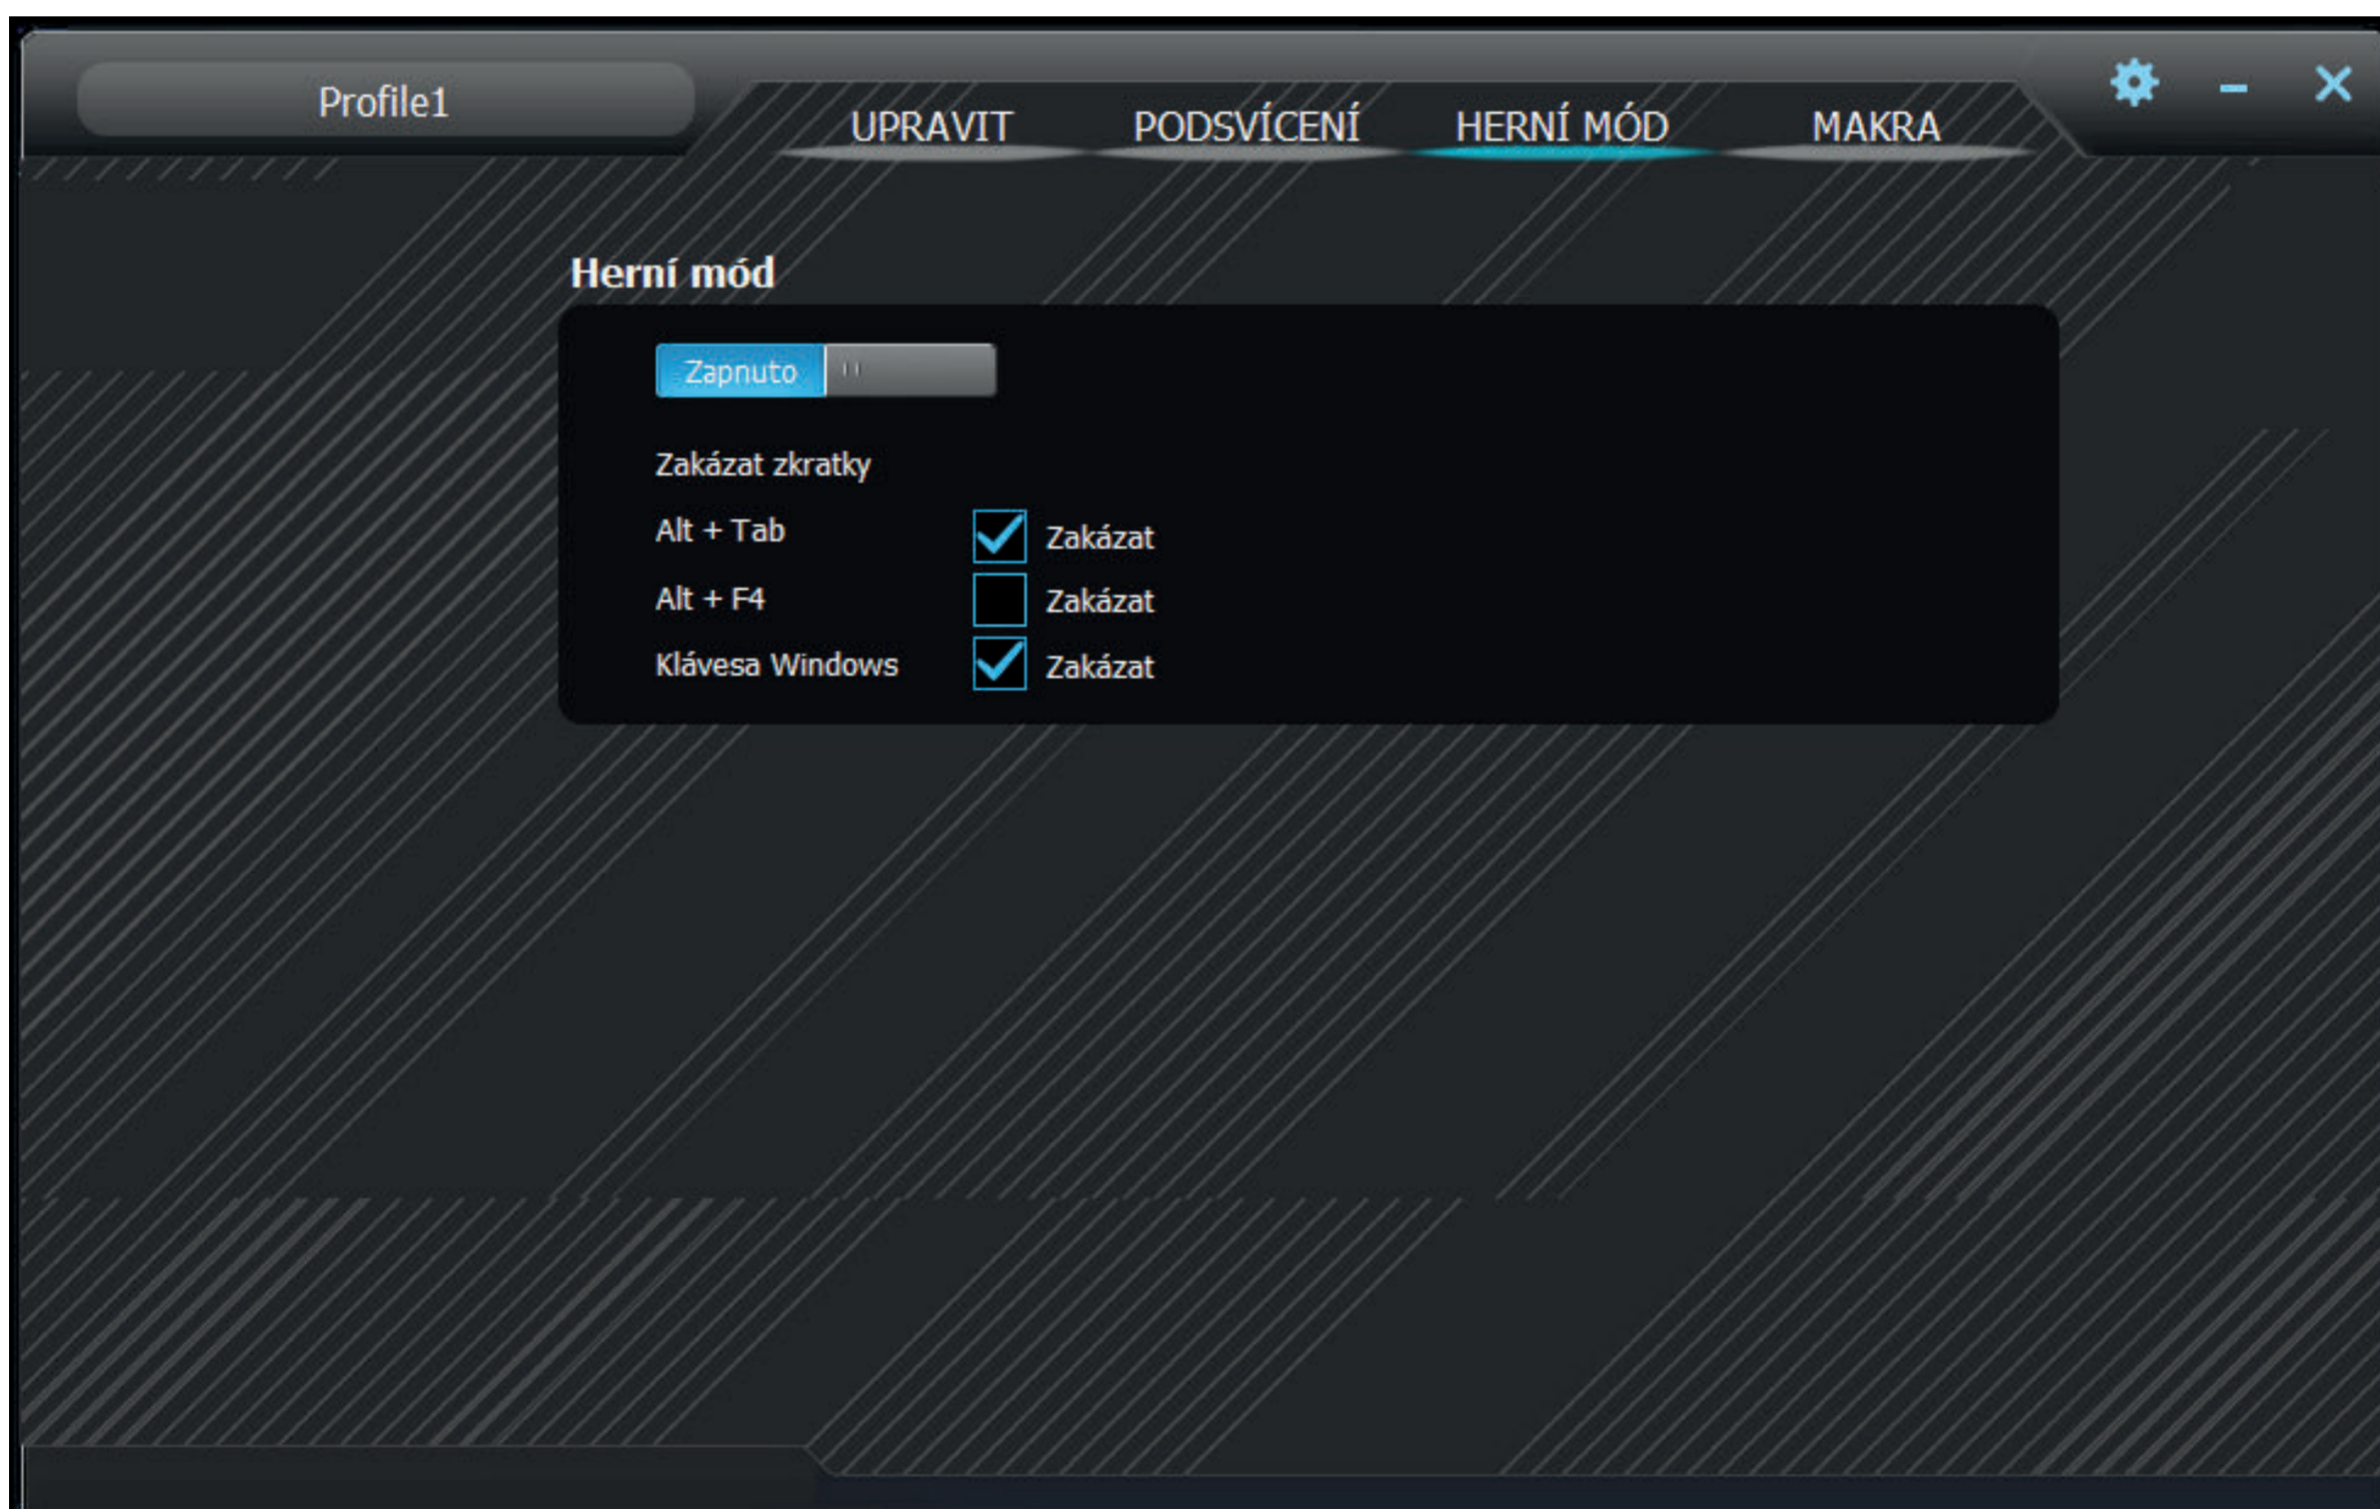 Profile1
UPRAVIT PODSVÍCENÍ HERNÍ MÓD MAKRA
Herní mód
Zapnuto
Zakázat zkratky
Alt + Tab Zakázat
Alt + F4 Zakázat
Klávesa Windows Zakázat